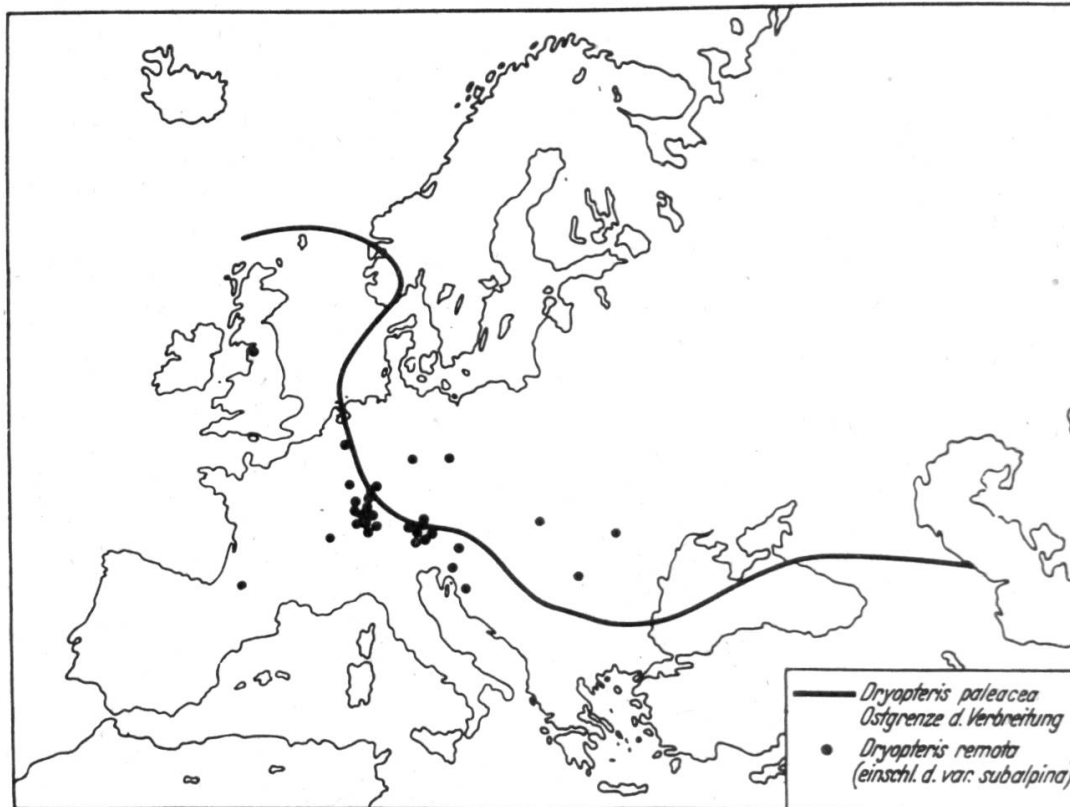 Dryopteris paleacea
Ostgrenze d. Verbreitung
Dryopteris remota
(einschl. d. var. subalpina)